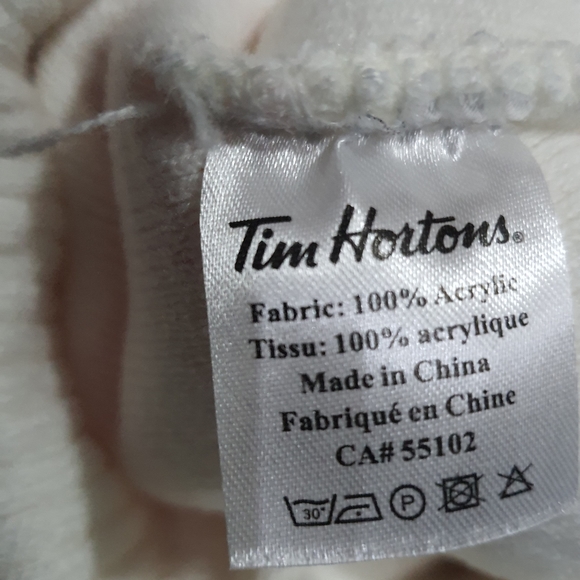 Tim Hortons®
Fabric: 100% Acrylic
Tissu: 100% acrylique
Made in China
Fabriqué en Chine
CA# 55102
30° P